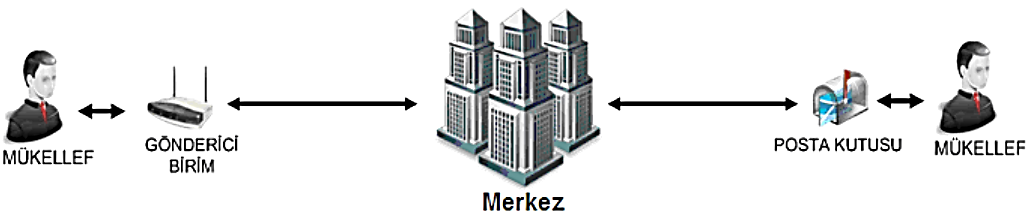 MÜKELLEF
GÖNDERİCİ
BİRİM
Merkez
POSTA KUTUSU
MÜKELLEF